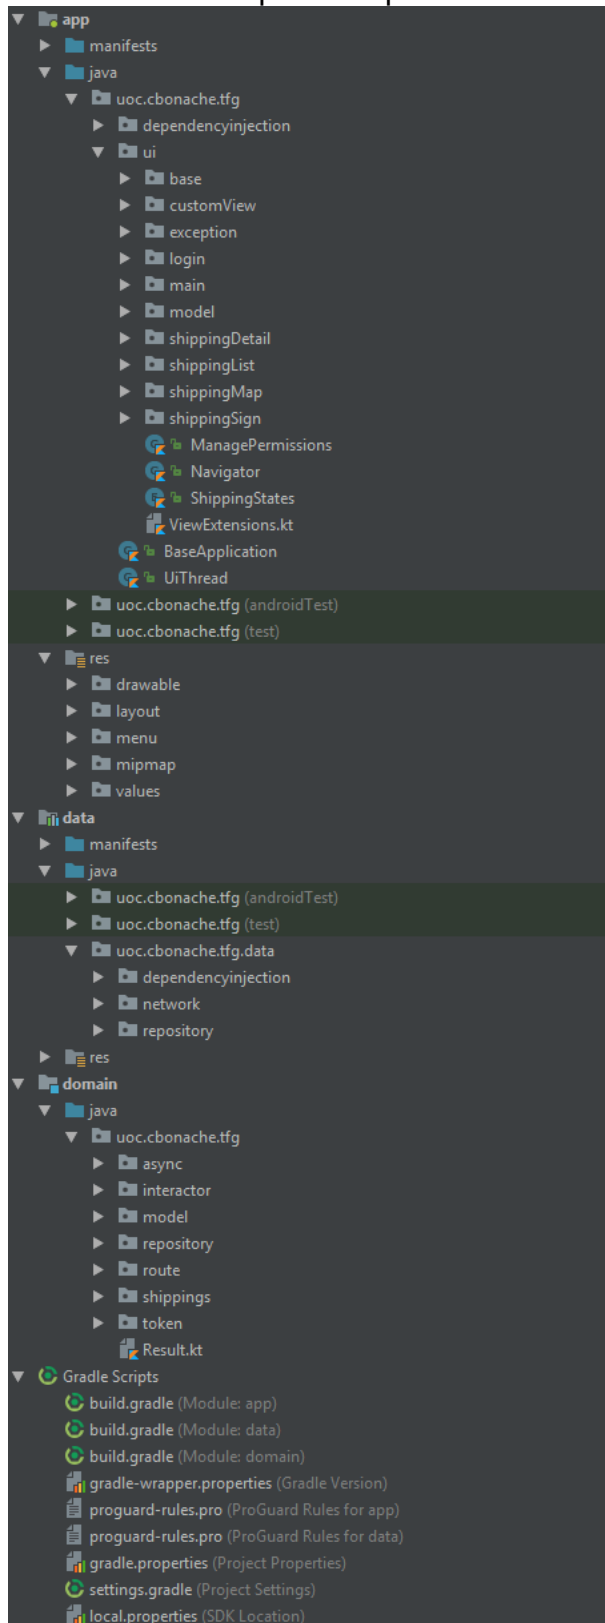 app
manifests
java
uoc.cbonache.tfg
dependencyinjection
ui
base
customView
exception
login
main
model
shippingDetail
shippingList
shippingMap
shippingSign
ManagePermissions
Navigator
ShippingStates
ViewExtensions.kt
BaseApplication
UiThread
uoc.cbonache.tfg (androidTest)
uoc.cbonache.tfg (test)
res
drawable
layout
menu
mipmap
values
data
manifests
java
uoc.cbonache.tfg (androidTest)
uoc.cbonache.tfg (test)
uoc.cbonache.tfg.data
dependencyinjection
network
repository
res
domain
java
uoc.cbonache.tfg
async
interactor
model
repository
route
shippings
token
Result.kt
Gradle Scripts
build.gradle (Module: app)
build.gradle (Module: data)
build.gradle (Module: domain)
gradle-wrapper.properties (Gradle Version)
proguard-rules.pro (ProGuard Rules for app)
proguard-rules.pro (ProGuard Rules for data)
gradle.properties (Project Properties)
settings.gradle (Project Settings)
local.properties (SDK Location)